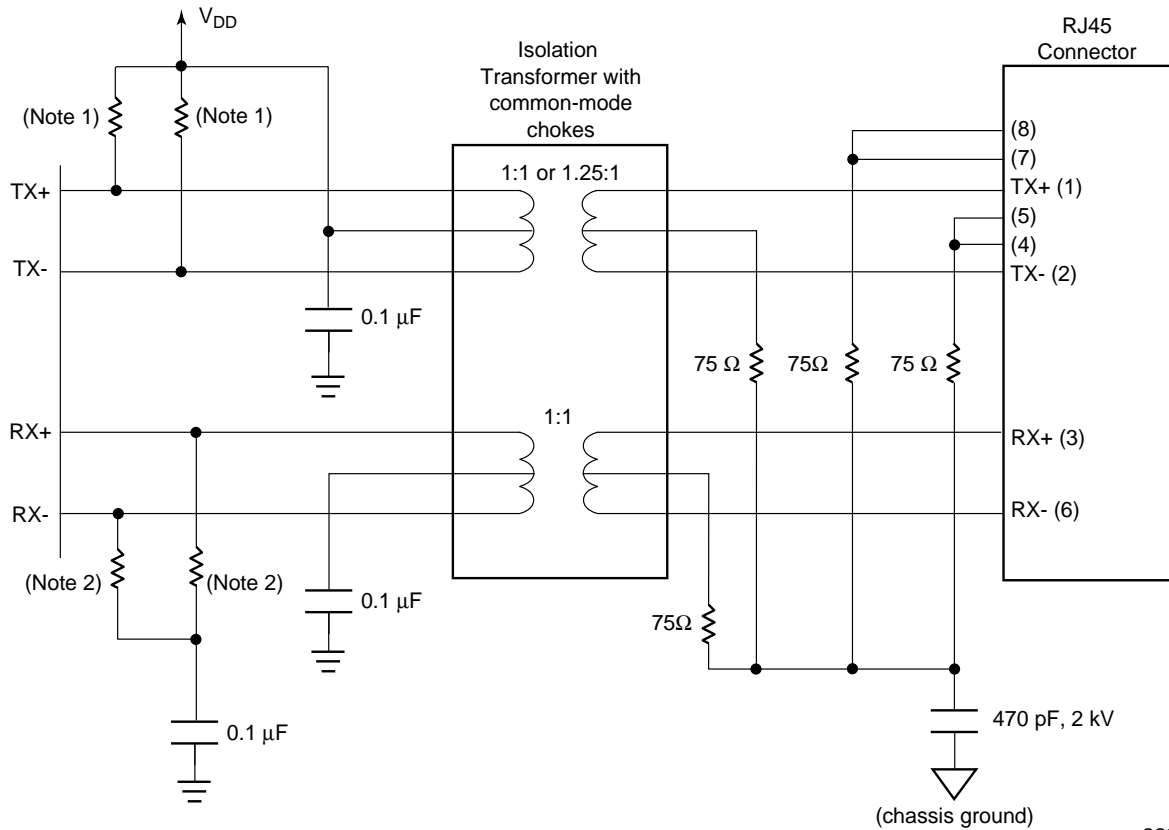 VDD
RJ45
Connector
Isolation
Transformer with
common-mode
chokes
(Note 1)
(Note 1)
(8)
(7)
1:1 or 1.25:1
TX+
TX+ (1)
(5)
(4)
TX-
TX- (2)
0.1 µF
75 Ω
75Ω
75 Ω
1:1
RX+
RX+ (3)
RX-
RX- (6)
(Note 2)
(Note 2)
0.1 µF
75Ω
0.1 µF
470 pF, 2 kV
(chassis ground)